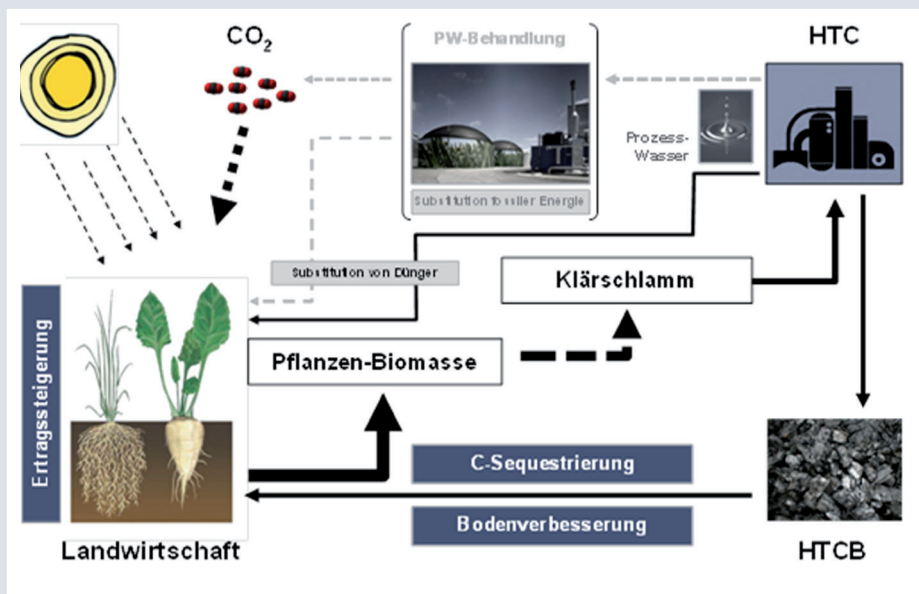 CO₂
PW-Behandlung
HTC
Prozess-
Wasser
Substitution fossiler Energie
Substitution von Dünger
Klärschlamm
Pflanzen-Biomasse
Ertragssteigerung
C-Sequestrierung
Bodenverbesserung
Landwirtschaft
HTCB